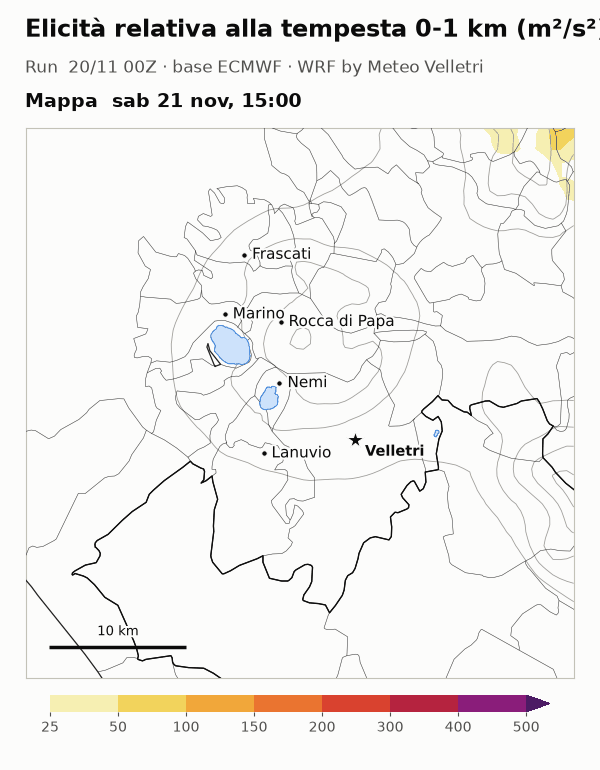 Elicità relativa alla tempesta 0-1 km (m²/s²)
Run  20/11 00Z · base ECMWF · WRF by Meteo Velletri
Mappa  sab 21 nov, 15:00
Frascati
Marino
Rocca di Papa
Nemi
Velletri
Lanuvio
10 km
25 50 100 150 200 300 400 500